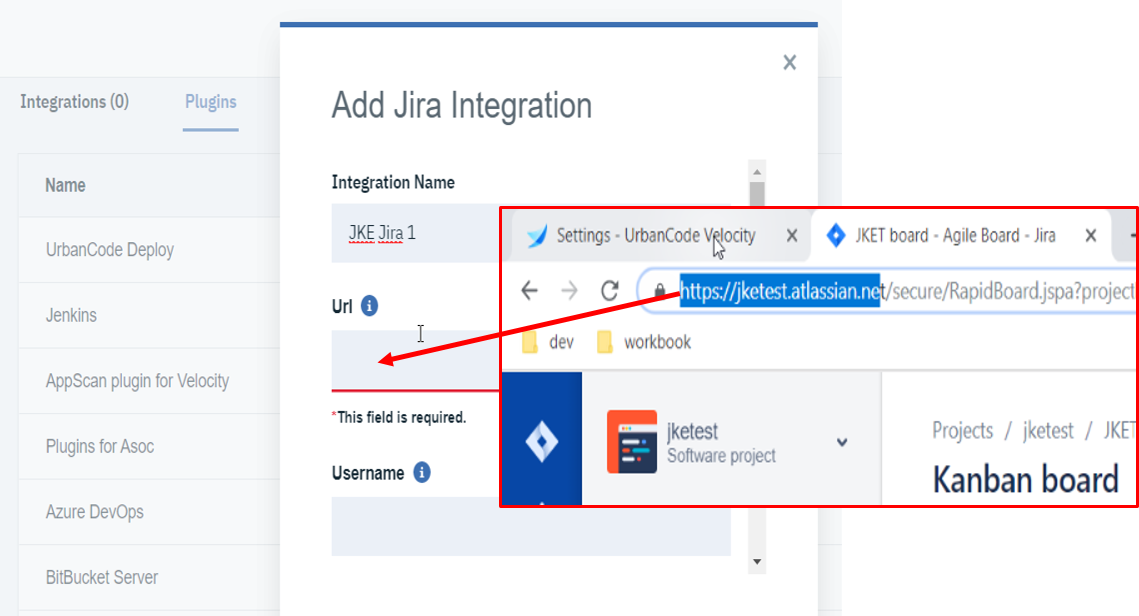 Integrations (0)
Plugins
Name
UrbanCode Deploy
Jenkins
AppScan plugin for Velocity
Plugins for Asoc
Azure DevOps
BitBucket Server
Add Jira Integration
Integration Name
JKE Jira 1
Url
*This field is required.
Username
Settings - UrbanCode Velocity
JKET board - Agile Board - Jira
https://jketest.atlassian.net/secure/RapidBoard.jspa?project
dev
workbook
jketest
Software project
Projects / jketest / JKET
Kanban board